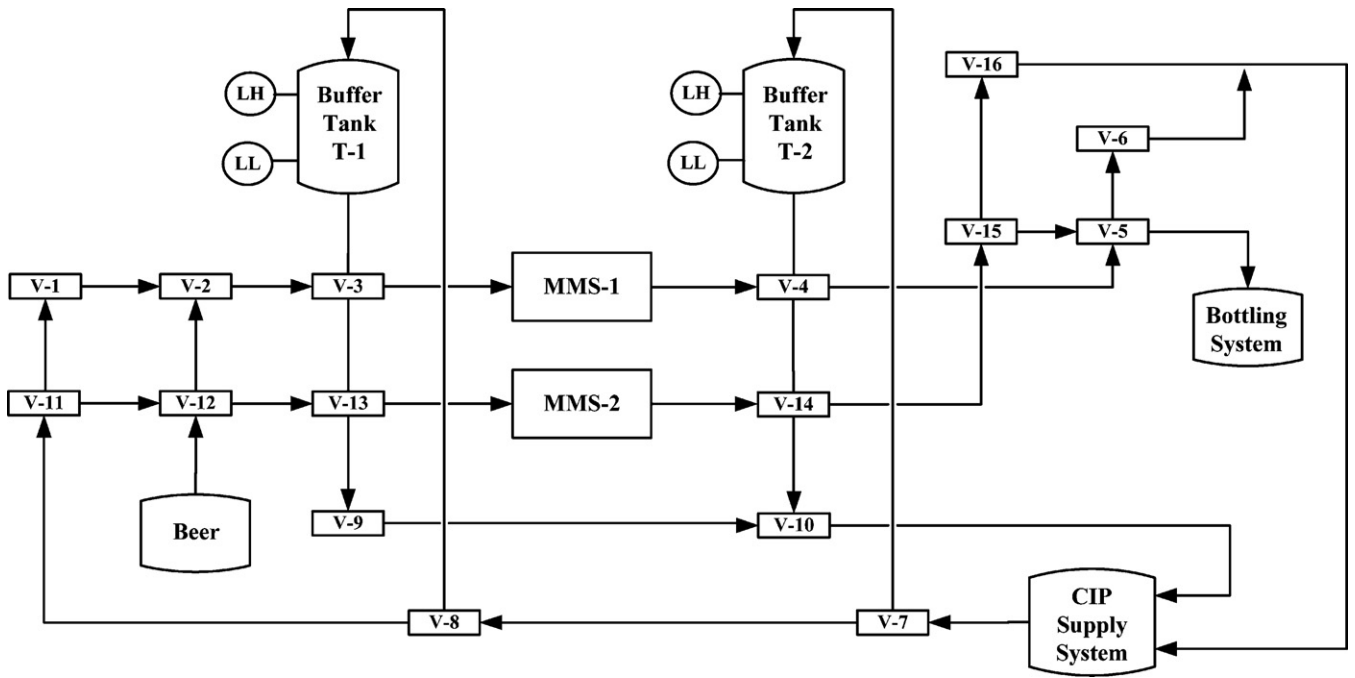 LH
Buffer
Tank
T-1
LL
LH
Buffer
Tank
T-2
LL
V-16
V-6
V-15
V-5
V-1
V-2
V-3
MMS-1
V-4
Bottling
System
V-11
V-12
V-13
MMS-2
V-14
Beer
V-9
V-10
V-8
V-7
CIP
Supply
System